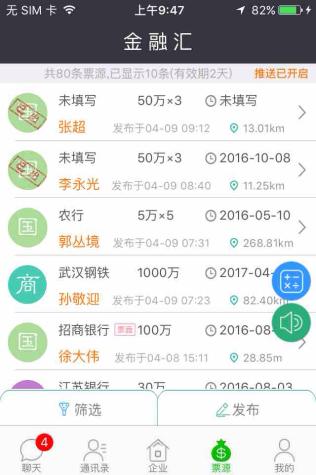 无 SIM 卡 上午9:47 82%
金融汇
共80条票源,已显示10条(有效期2天) 推送已开启
国 未填写 50万×3 未填写
张超 发布于04-09 09:12 13.01km
国 未填写 50万×3 2016-10-08
李永光 发布于04-09 08:40 11.25km
国 农行 5万×5 2016-05-10
郭丛境 发布于04-09 07:31 268.81km
商 武汉钢铁 1000万 2017-04-
孙敬迎 发布于04-09 07:23 82.40km
国 招商银行 100万 2016-08-
徐大伟 发布于04-08 15:11 28.85m
江苏银行 30万 2016-08-03
筛选 发布
4
聊天 通讯录 企业 票源 我的